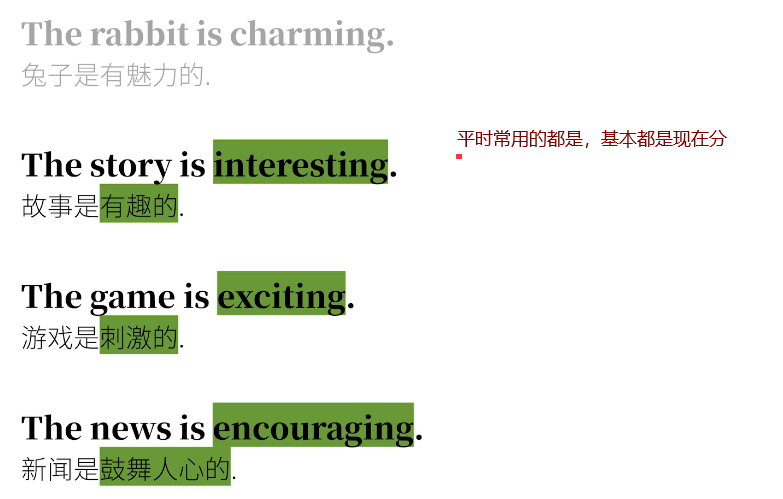 The rabbit is charming.
兔子是有魅力的.
平时常用的都是，基本都是现在分
The story is interesting.
故事是有趣的.
The game is exciting.
游戏是刺激的.
The news is encouraging.
新闻是鼓舞人心的.